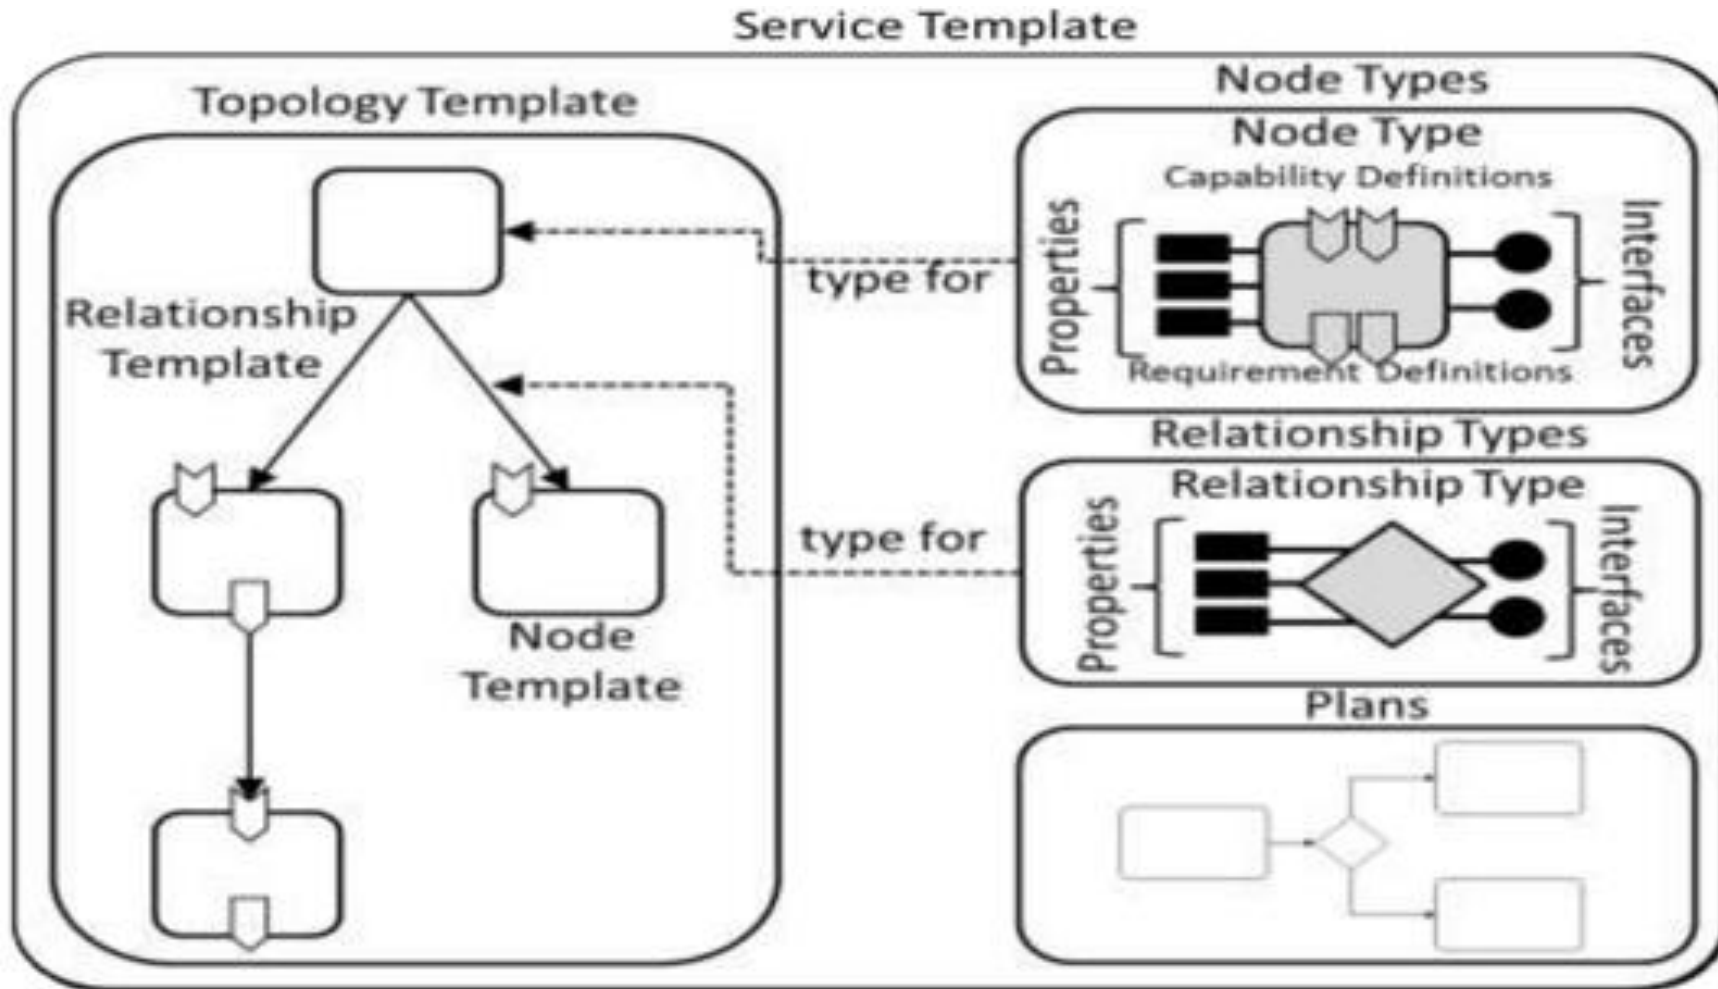 Service Template
Topology Template
Relationship
Template
Node
Template
type for
type for
Node Types
Node Type
Capability Definitions
Properties
Interfaces
Requirement Definitions
Relationship Types
Relationship Type
Properties
Interfaces
Plans